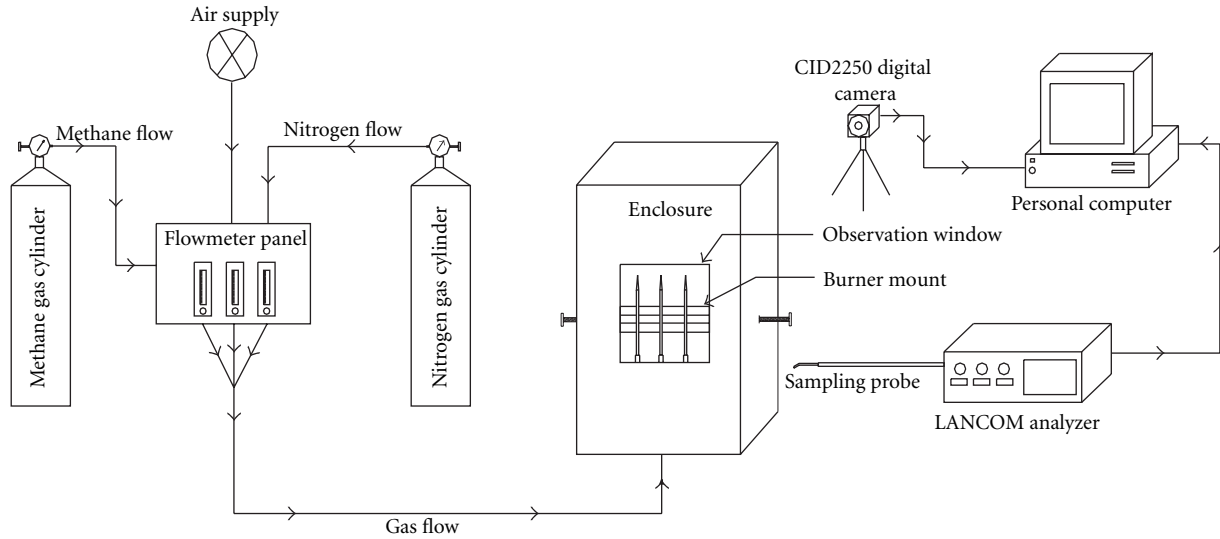 Air supply
Methane flow
Nitrogen flow
Methane gas cylinder
Flowmeter panel
Nitrogen gas cylinder
Gas flow
Enclosure
CID2250 digital
camera
Personal computer
Observation window
Burner mount
Sampling probe
LANCOM analyzer